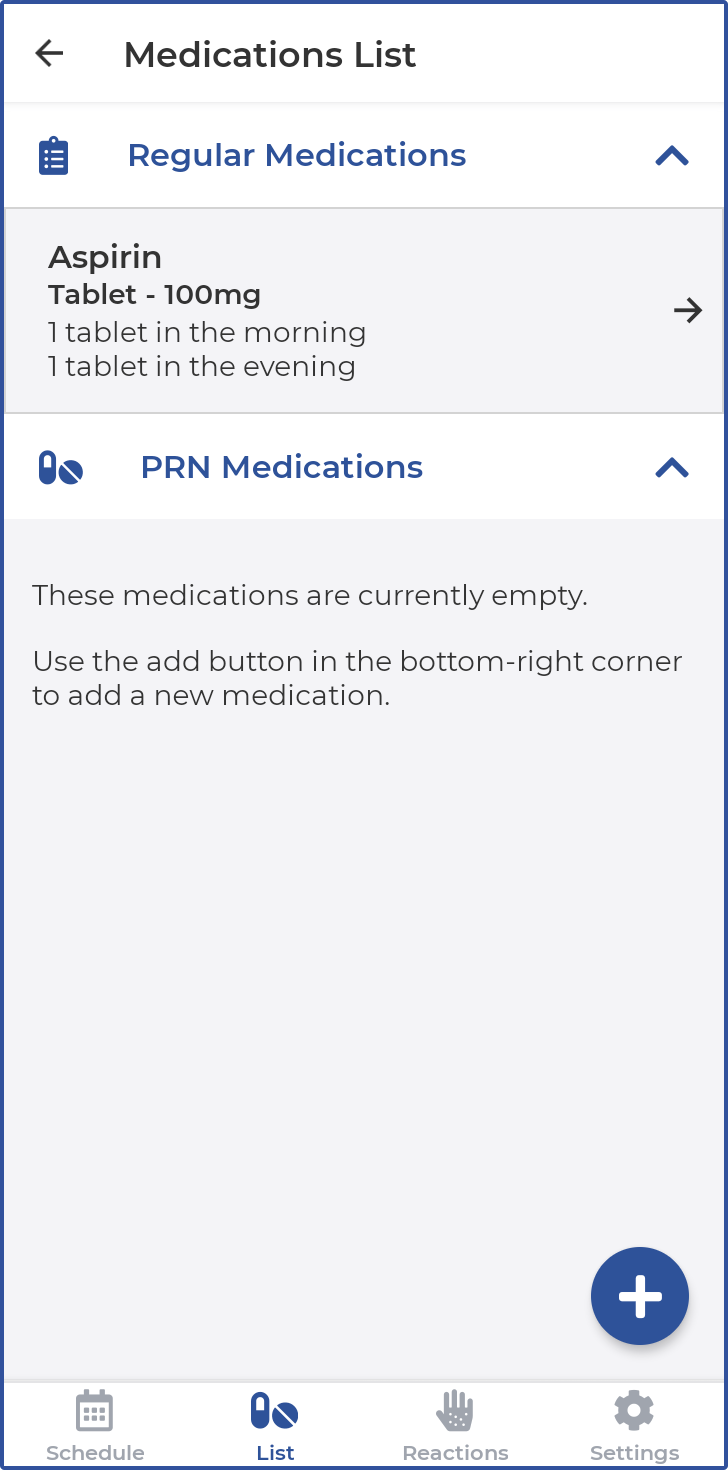 Medications List
Regular Medications
Aspirin
Tablet - 100mg
1 tablet in the morning
1 tablet in the evening
PRN Medications
These medications are currently empty.
Use the add button in the bottom-right corner
to add a new medication.
Schedule
List
Reactions
Settings